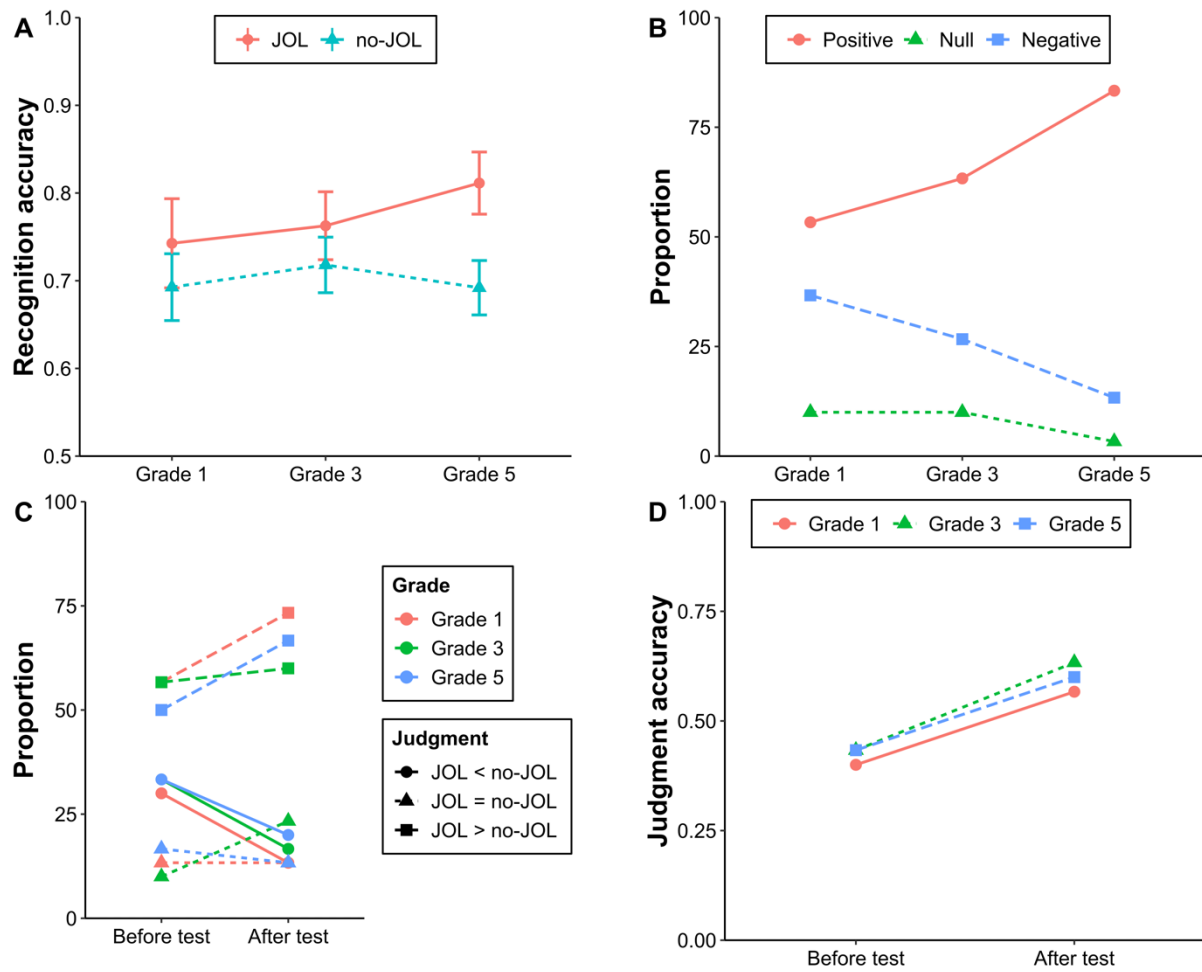 A
JOL no-JOL
Recognition accuracy
1.0
0.9
0.8
0.7
0.6
0.5
Grade 1 Grade 3 Grade 5
B
Positive Null Negative
Proportion
100
75
50
25
0
Grade 1 Grade 3 Grade 5
C
Proportion
100
75
50
25
0
Before test After test
Grade
Grade 1
Grade 3
Grade 5
Judgment
JOL < no-JOL
JOL = no-JOL
JOL > no-JOL
D
Grade 1 Grade 3 Grade 5
Judgment accuracy
1.00
0.75
0.50
0.25
0.00
Before test After test